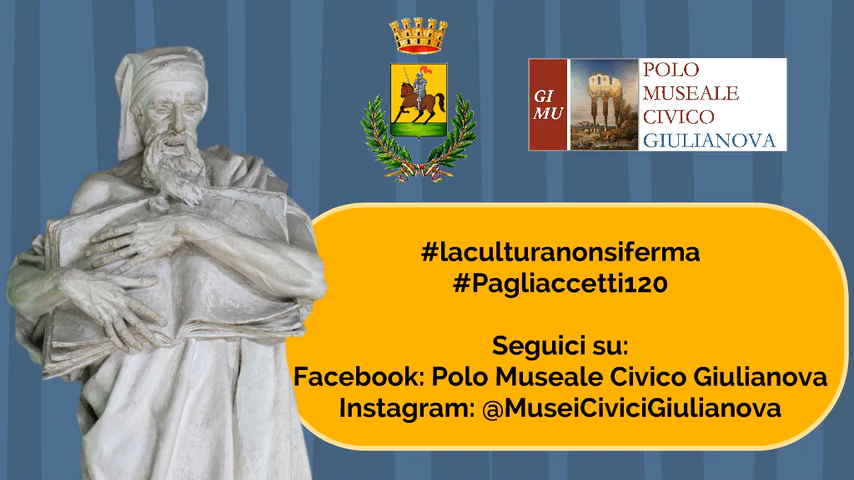 GI
MU
POLO
MUSEALE
CIVICO
GIULIANOVA
#laculturanonsiferma
#Pagliaccetti120
Seguici su:
Facebook: Polo Museale Civico Giulianova
Instagram: @MuseiCiviciGiulianova